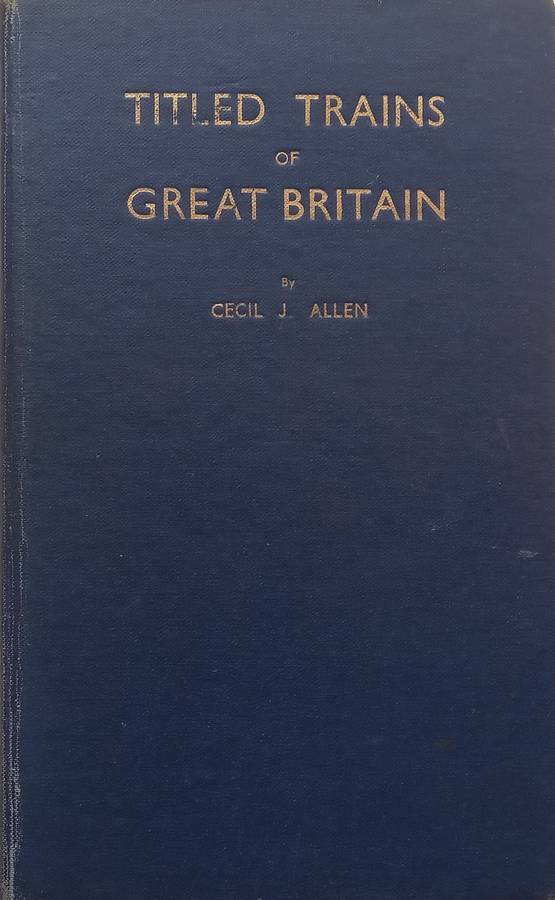 TITLED TRAINS
OF
GREAT BRITAIN
By
CECIL J ALLEN